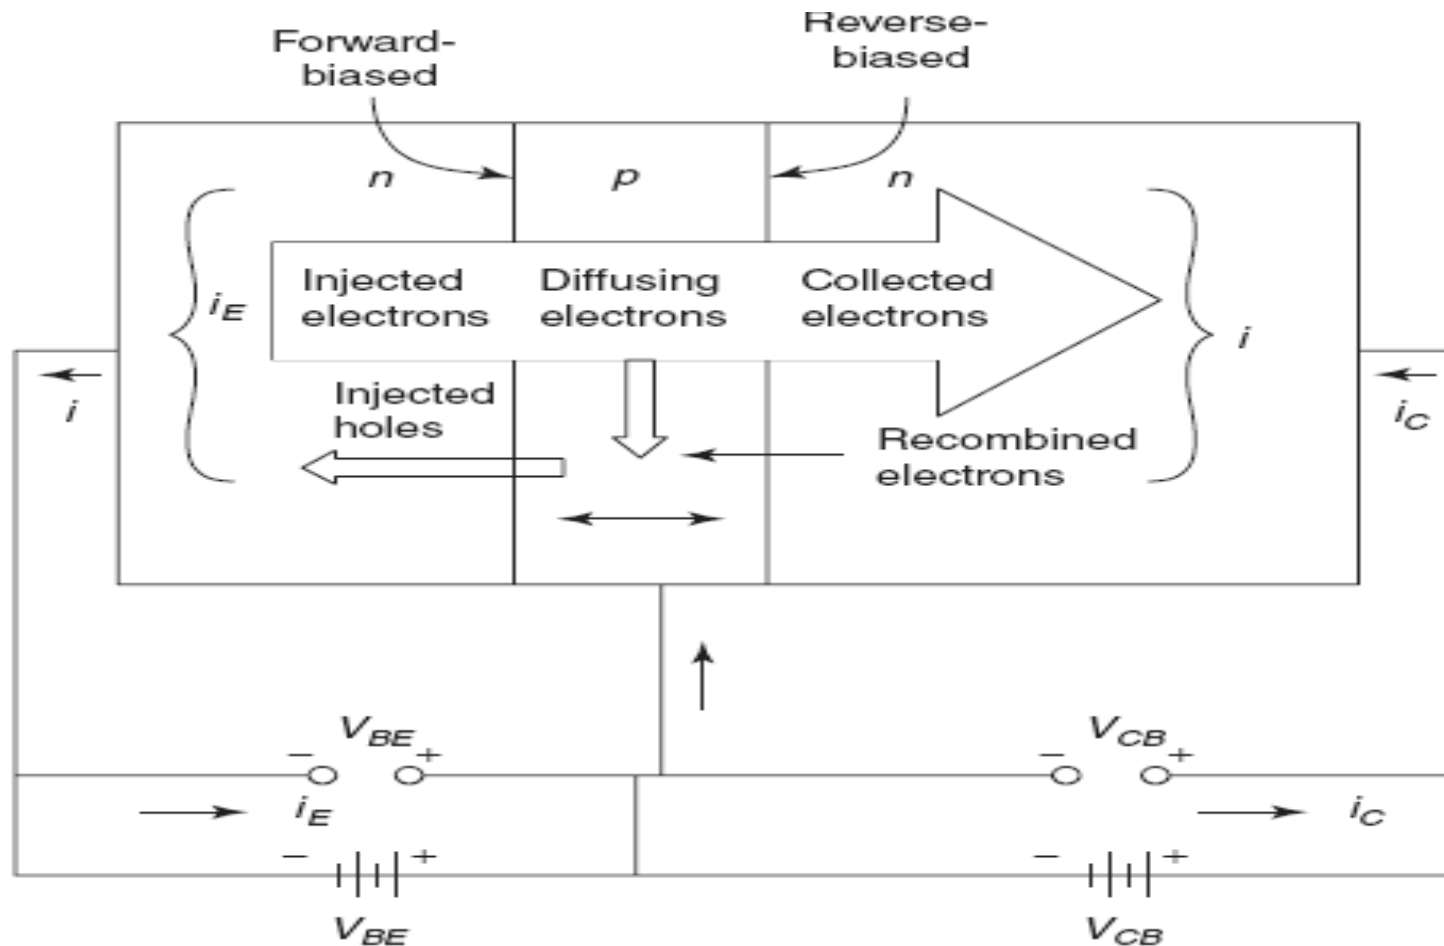 Forward-
biased
Reverse-
biased
n
p
n
i_E
Injected
electrons
Diffusing
electrons
Collected
electrons
i
Injected
holes
Recombined
electrons
i
i_C
V_BE
− +
V_CB
− +
i_E
i_C
− +
V_BE
− +
V_CB